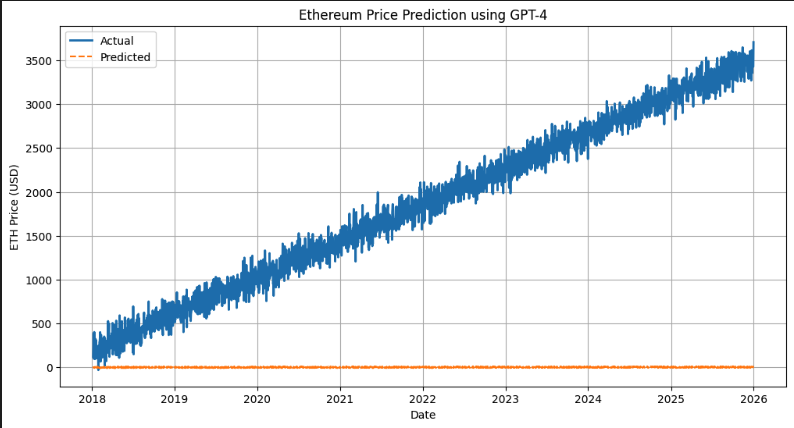 Ethereum Price Prediction using GPT-4
Actual
Predicted
3500
3000
2500
2000
1500
1000
500
0
ETH Price (USD)
2018 2019 2020 2021 2022 2023 2024 2025 2026
Date